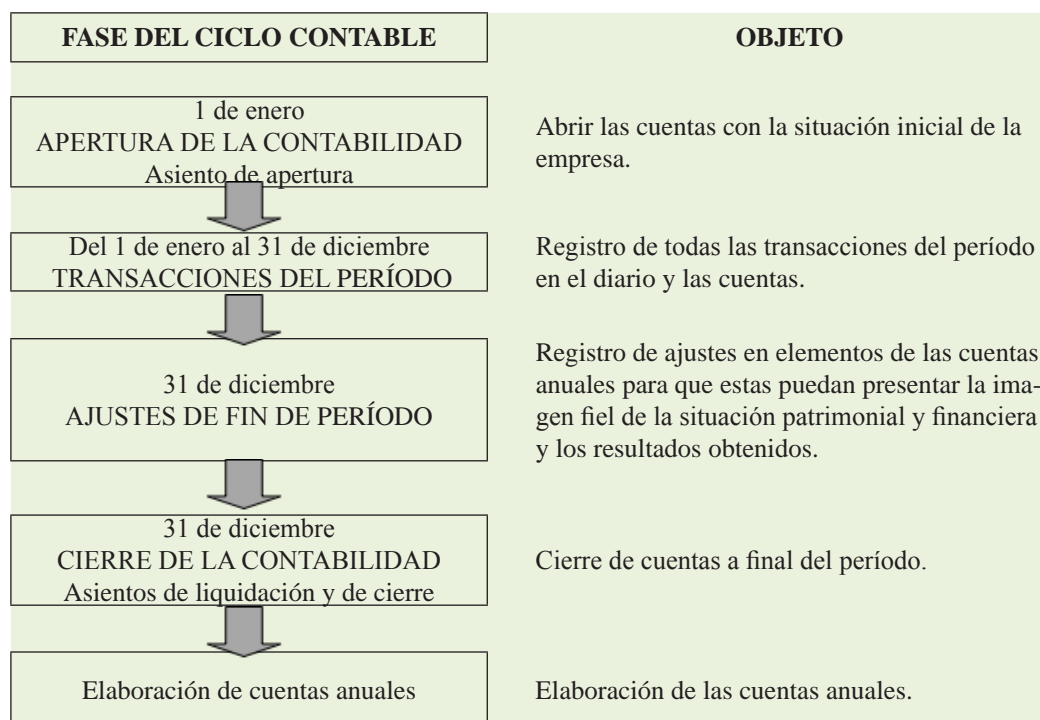 FASE DEL CICLO CONTABLE
OBJETO
1 de enero
APERTURA DE LA CONTABILIDAD
Asiento de apertura
Abrir las cuentas con la situación inicial de la
empresa.
Del 1 de enero al 31 de diciembre
TRANSACCIONES DEL PERÍODO
Registro de todas las transacciones del período
en el diario y las cuentas.
31 de diciembre
AJUSTES DE FIN DE PERÍODO
Registro de ajustes en elementos de las cuentas
anuales para que estas puedan presentar la ima-
gen fiel de la situación patrimonial y financiera
y los resultados obtenidos.
31 de diciembre
CIERRE DE LA CONTABILIDAD
Asientos de liquidación y de cierre
Cierre de cuentas a final del período.
Elaboración de cuentas anuales
Elaboración de las cuentas anuales.